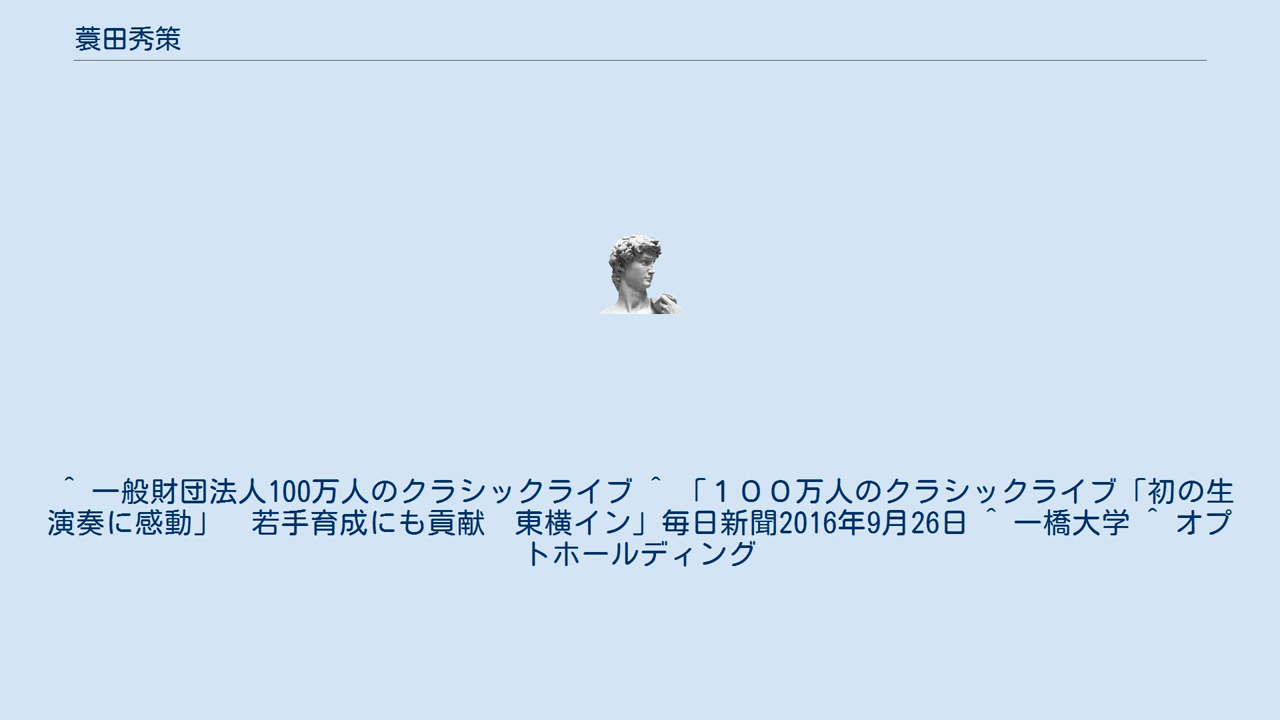 蓑田秀策
^ 一般財団法人100万人のクラシックライブ ^ 「１００万人のクラシックライブ「初の生
演奏に感動」　若手育成にも貢献　東横イン」毎日新聞2016年9月26日 ^ 一橋大学 ^ オプ
トホールディング